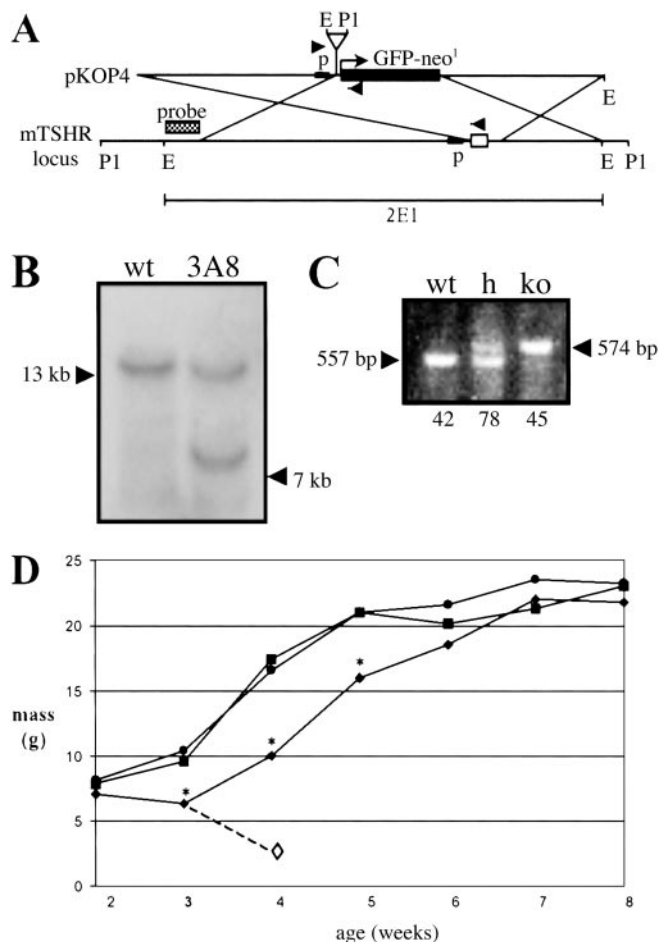 A
E P1
GFP-neo¹
p
pKOP4
E
probe
mTSHR
locus
P1
E
p
E
P1
2E1
B
wt 3A8
13 kb
7 kb
C
wt h ko
557 bp
574 bp
42 78 45
D
25
20
15
10
5
0
mass
(g)
* * *
2 3 4 5 6 7 8
age (weeks)